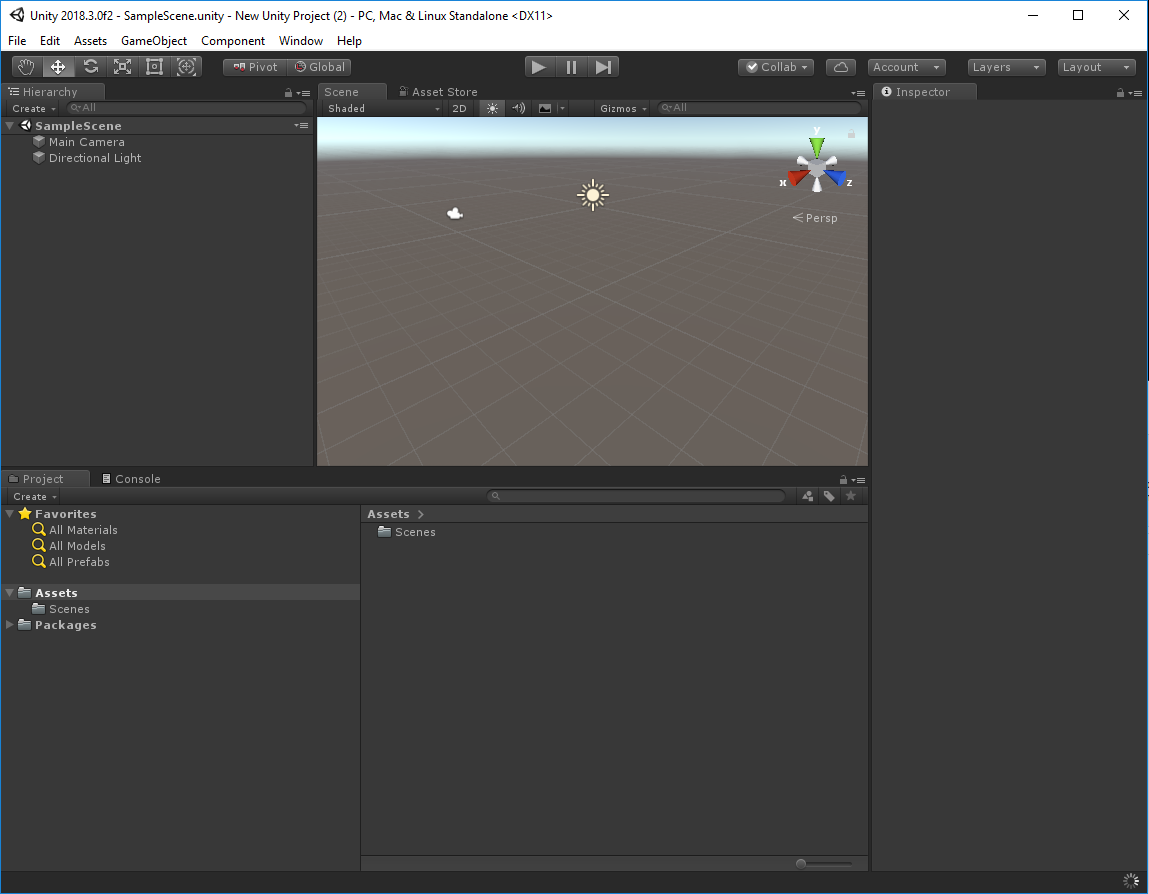 Unity 2018.3.0f2 - SampleScene.unity - New Unity Project (2) - PC, Mac & Linux Standalone <DX11>
File Edit Assets GameObject Component Window Help
Pivot Global Collab Account Layers Layout
Hierarchy
Create All
SampleScene
Main Camera
Directional Light
Scene Asset Store
Shaded 2D Gizmos All
y
x z
Persp
Inspector
Project Console
Create
Favorites
All Materials
All Models
All Prefabs
Assets
Scenes
Packages
Assets
Scenes